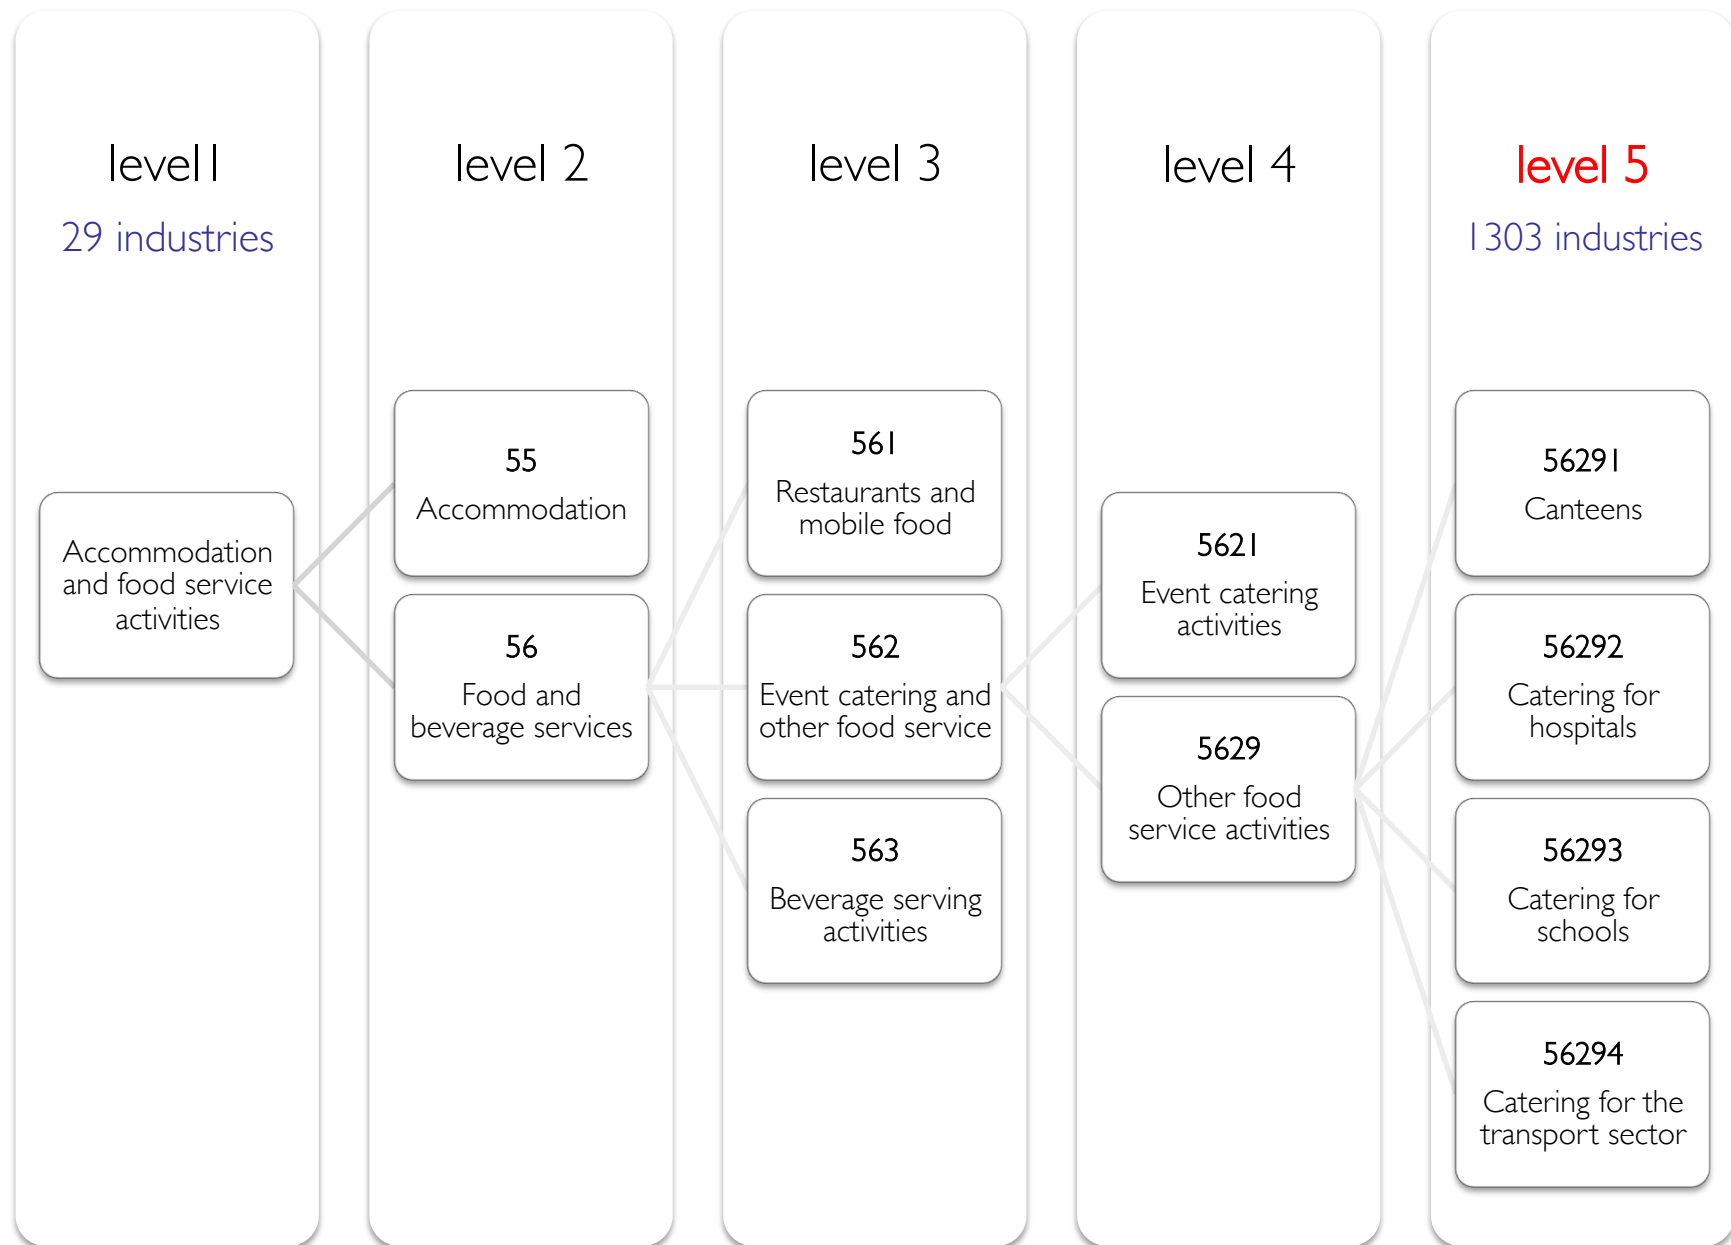 level1
29 industries
Accommodation
and food service
activities
level 2
55
Accommodation
56
Food and
beverage services
level 3
561
Restaurants and
mobile food
562
Event catering and
other food service
563
Beverage serving
activities
level 4
5621
Event catering
activities
5629
Other food
service activities
level 5
1303 industries
56291
Canteens
56292
Catering for
hospitals
56293
Catering for
schools
56294
Catering for the
transport sector